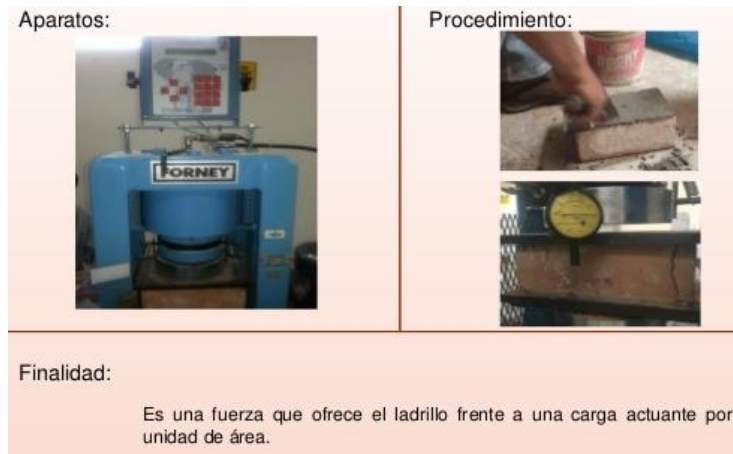 Aparatos:
Procedimiento:
FORNEY
Finalidad:
Es una fuerza que ofrece el ladrillo frente a una carga actuante por
unidad de área.